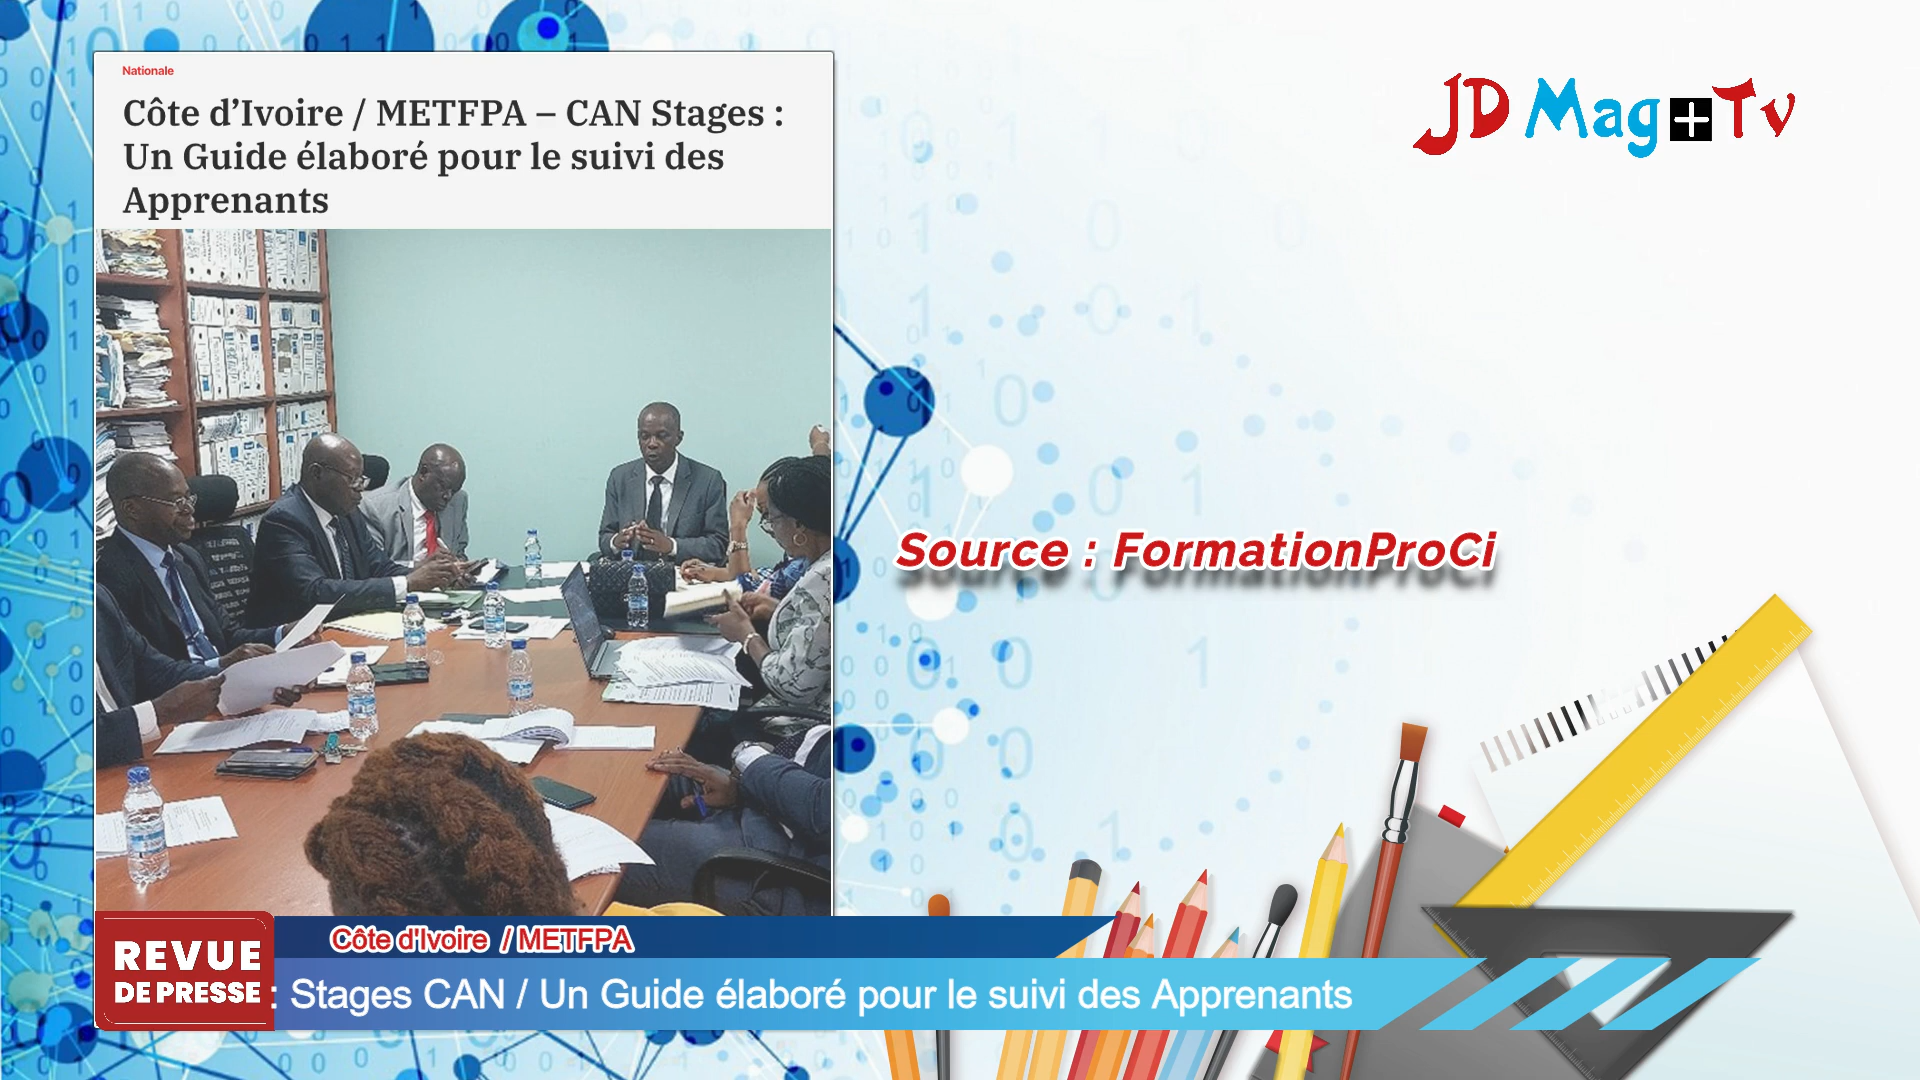 Nationale
Côte d’Ivoire / METFPA – CAN Stages :
Un Guide élaboré pour le suivi des
Apprenants
JD Mag+Tv
Source : FormationProCi
REVUE
DE PRESSE
Côte d'Ivoire / METFPA
: Stages CAN / Un Guide élaboré pour le suivi des Apprenants